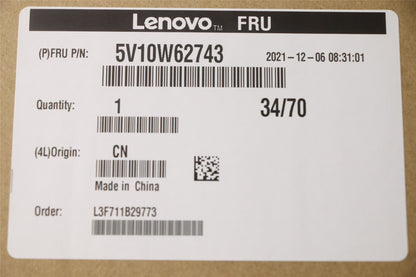 Lenovo™ FRU
(P)FRU P/N: 5V10W62743 2021-12-06 08:31:01
Quantity: 1 34/70
(4L)Origin: CN
Made in China
Order: L3F711B29773